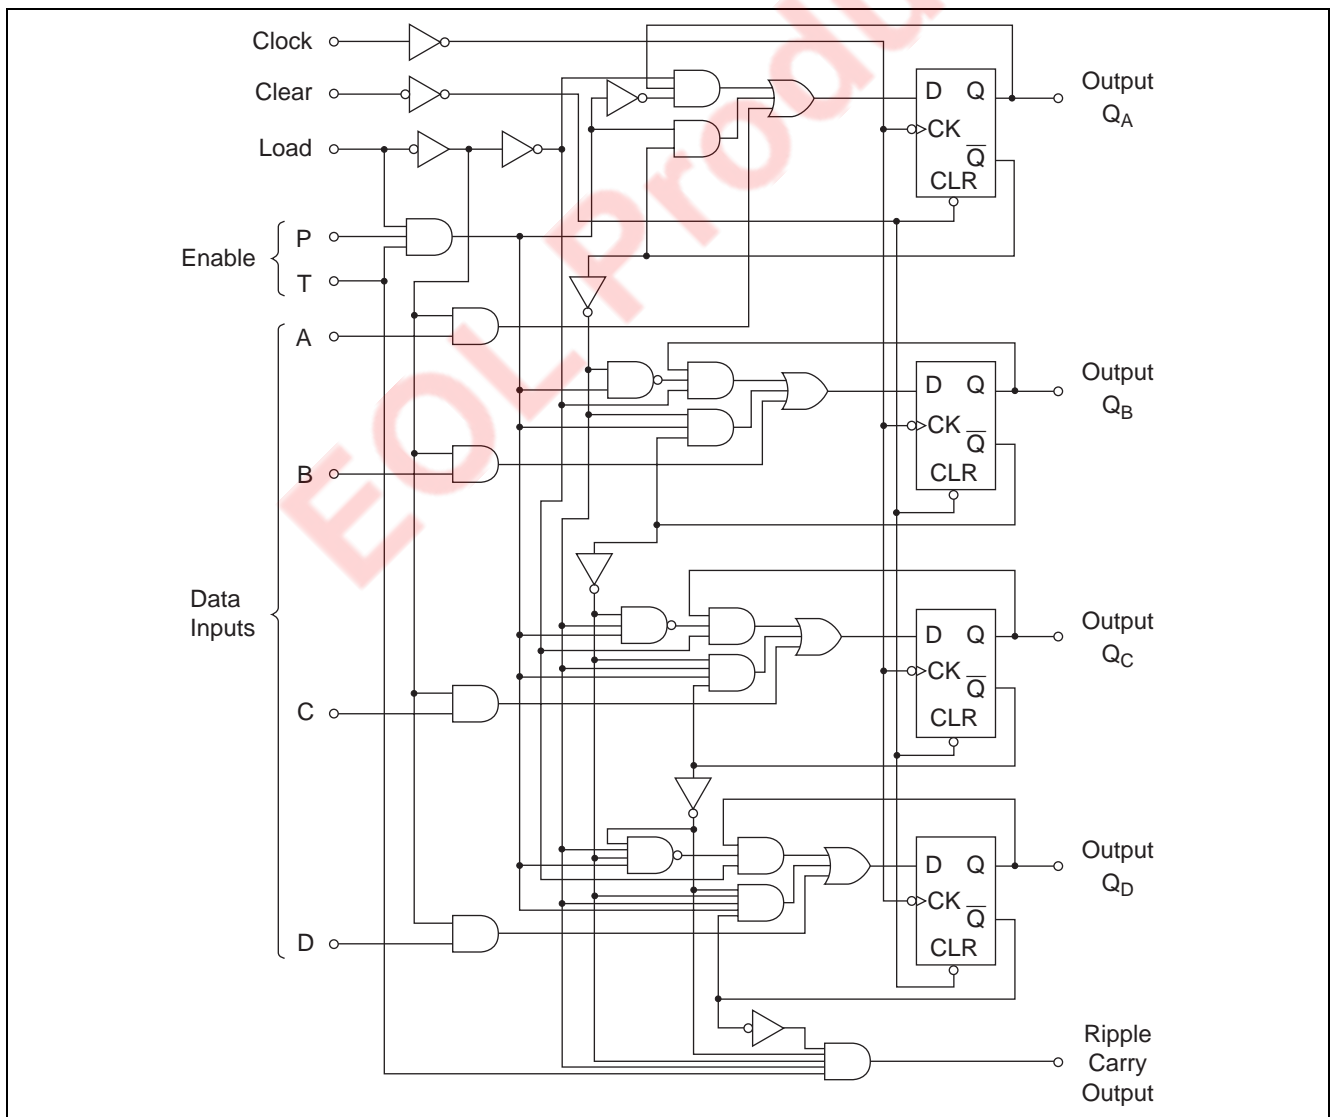 Clock
Clear
Load
Enable
P
T
A
B
Data
Inputs
C
D
D Q
CK
Q
CLR
Output
QA
D Q
CK
Q
CLR
Output
QB
D Q
CK
Q
CLR
Output
QC
D Q
CK
Q
CLR
Output
QD
Ripple
Carry
Output
EOL Produ